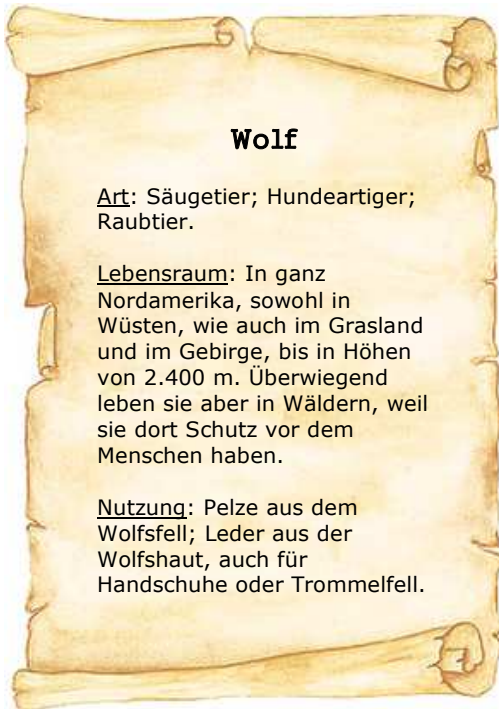 Wolf
Art: Säugetier; Hundeartiger;
Raubtier.
Lebensraum: In ganz
Nordamerika, sowohl in
Wüsten, wie auch im Grasland
und im Gebirge, bis in Höhen
von 2.400 m. Überwiegend
leben sie aber in Wäldern, weil
sie dort Schutz vor dem
Menschen haben.
Nutzung: Pelze aus dem
Wolfsfell; Leder aus der
Wolfshaut, auch für
Handschuhe oder Trommelfell.